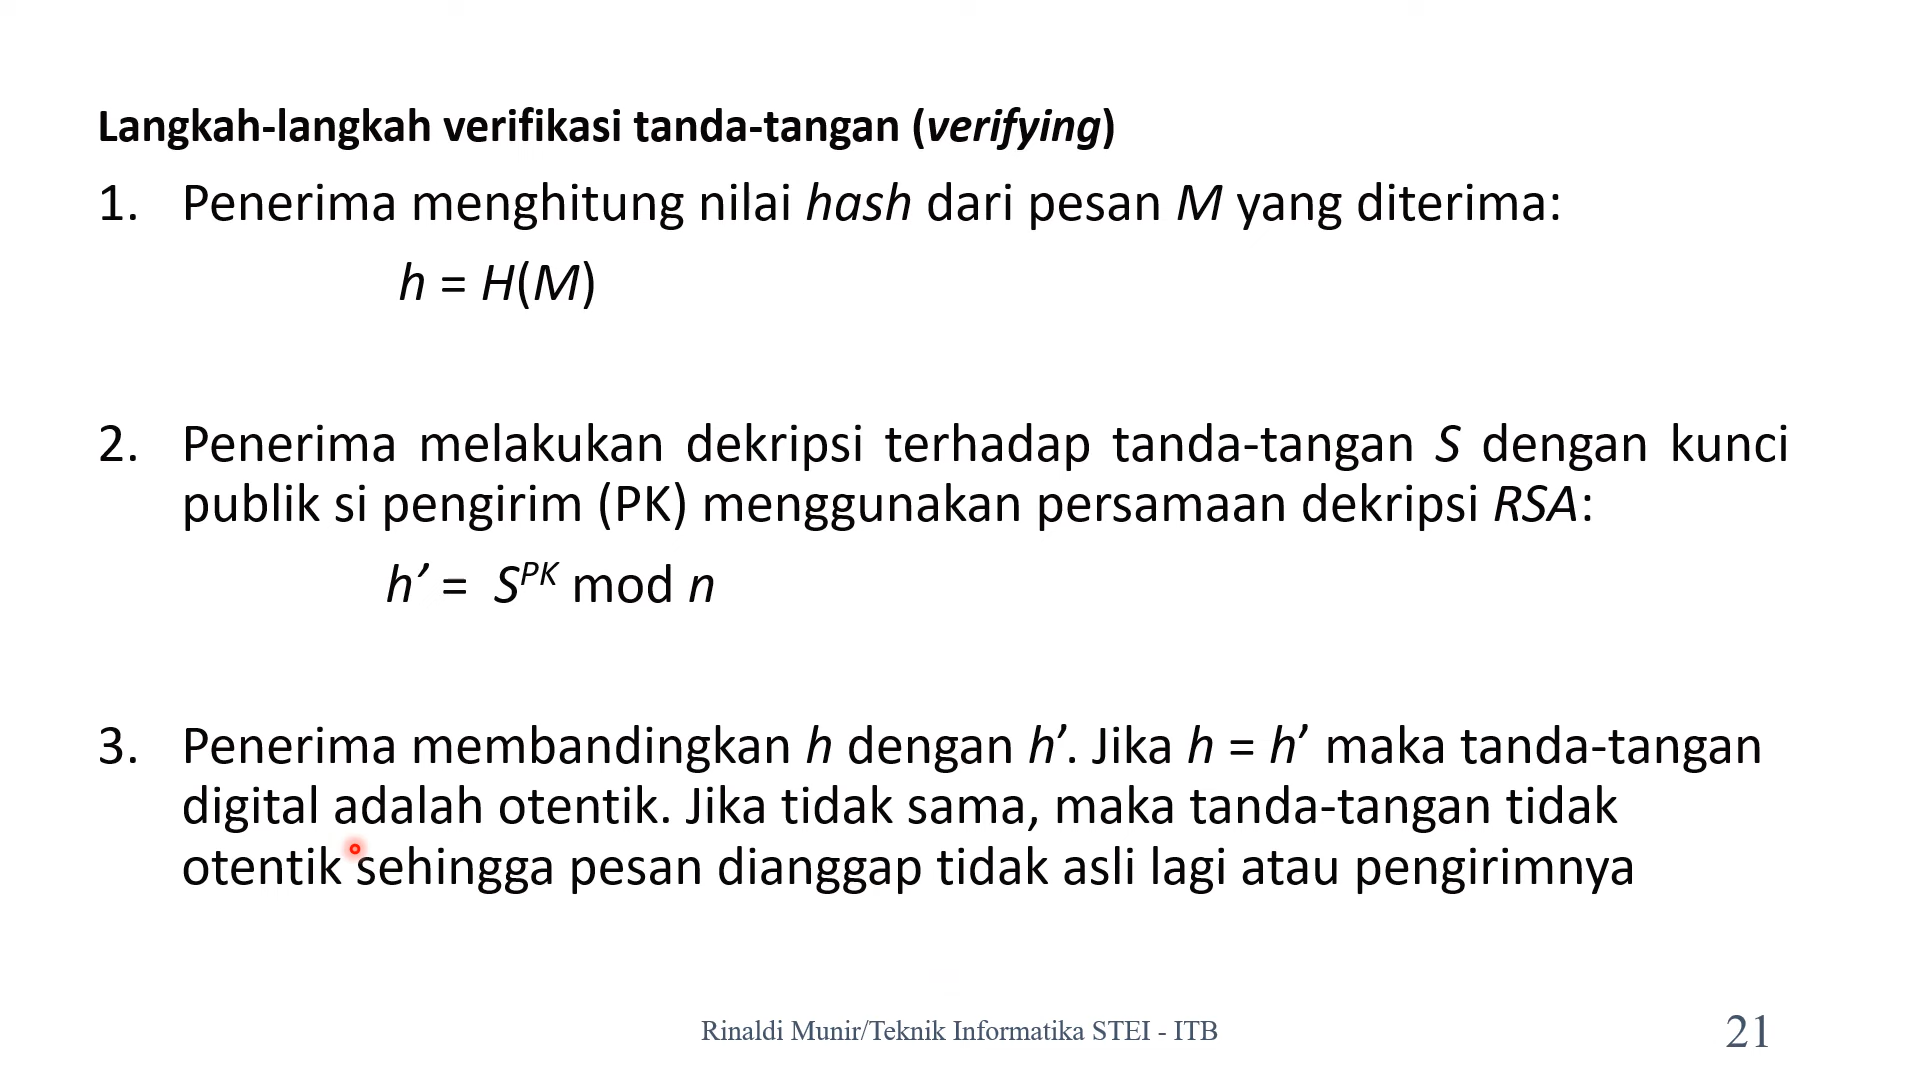 Langkah-langkah verifikasi tanda-tangan (verifying)
1. Penerima menghitung nilai hash dari pesan M yang diterima:
h = H(M)
2. Penerima melakukan dekripsi terhadap tanda-tangan S dengan kunci
publik si pengirim (PK) menggunakan persamaan dekripsi RSA:
h’ = S^PK mod n
3. Penerima membandingkan h dengan h’. Jika h = h’ maka tanda-tangan
digital adalah otentik. Jika tidak sama, maka tanda-tangan tidak
otentik sehingga pesan dianggap tidak asli lagi atau pengirimnya
Rinaldi Munir/Teknik Informatika STEI - ITB
21